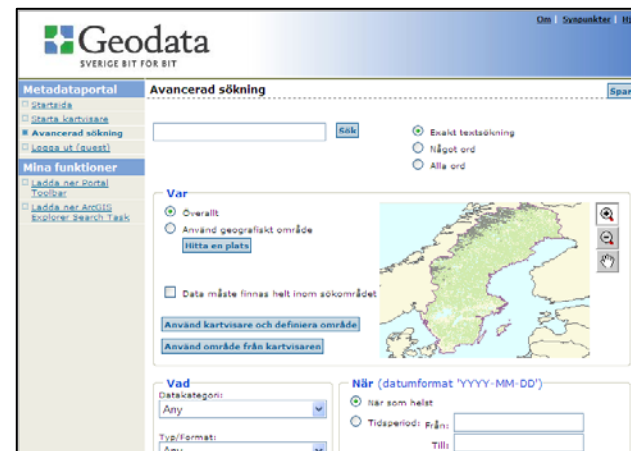 Om | Synpunkter |
Geodata
SVERIGE BIT FÖR BIT
Metadataportal
Startsida
Starta kartvisare
Avancerad sökning
Logga ut (guest)
Mina funktioner
Ladda ner Portal
Toolbar
Ladda ner ArcGIS
Explorer Search Task
Avancerad sökning
Spar
Sök
Exakt textsökning
Något ord
Alla ord
Var
Överallt
Använd geografiskt område
Hitta en plats
Data måste finnas helt inom sökområdet
Använd kartvisare och definiera område
Använd område från kartvisaren
Vad
Datakategori:
Any
Typ/Format:
Any
När (datumformat 'YYYY-MM-DD')
När som helst
Tidsperiod: Från:
Till: